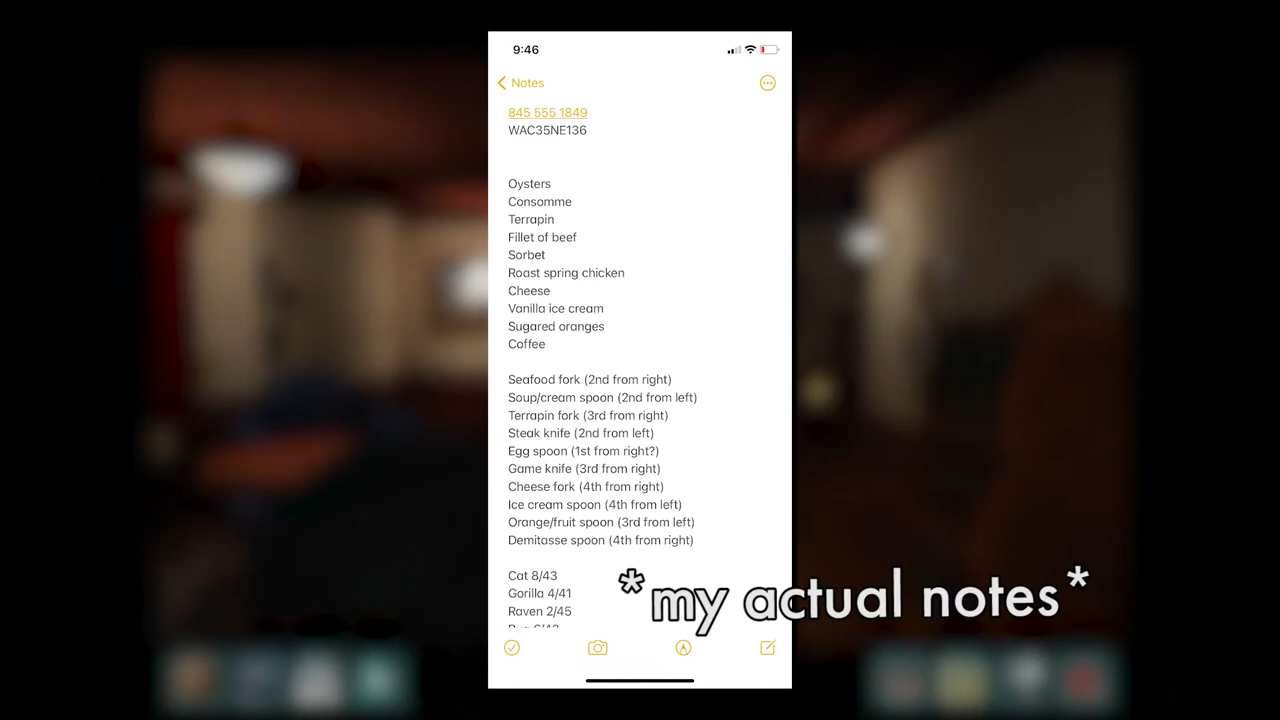 9:46
Notes
845 555 1849
WAC35NE136
Oysters
Consomme
Terrapin
Fillet of beef
Sorbet
Roast spring chicken
Cheese
Vanilla ice cream
Sugared oranges
Coffee
Seafood fork (2nd from right)
Soup/cream spoon (2nd from left)
Terrapin fork (3rd from right)
Steak knife (2nd from left)
Egg spoon (1st from right?)
Game knife (3rd from right)
Cheese fork (4th from right)
Ice cream spoon (4th from left)
Orange/fruit spoon (3rd from left)
Demitasse spoon (4th from right)
Cat 8/43
Gorilla 4/41
Raven 2/45
*my actual notes*